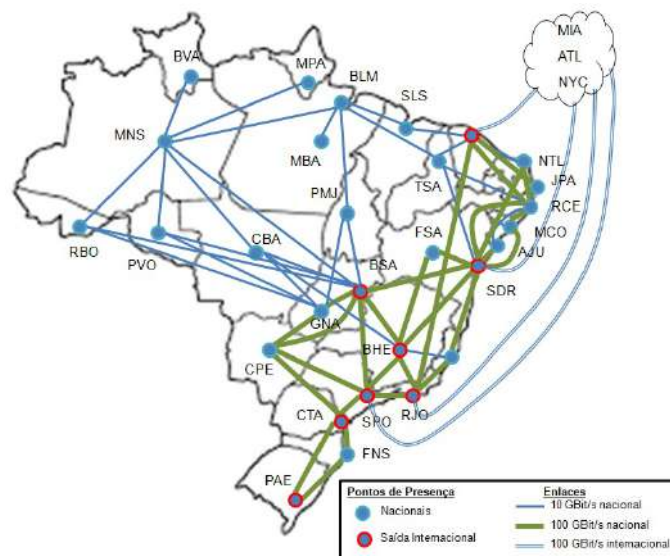 MIA
ATL
NYC
BVA
MPA
BLM
SLS
MNS
MBA
TSA
NTL
JPA
RCE
PMJ
FSA
MCO
AJU
RBO
PVO
CBA
BSA
SDR
GNA
BHE
CPE
CTA
SPO
RJO
FNS
PAE
Pontos de Presença
Nacionais
Saída Internacional
Enlaces
10 GBit/s nacional
100 GBit/s nacional
100 GBit/s internacional